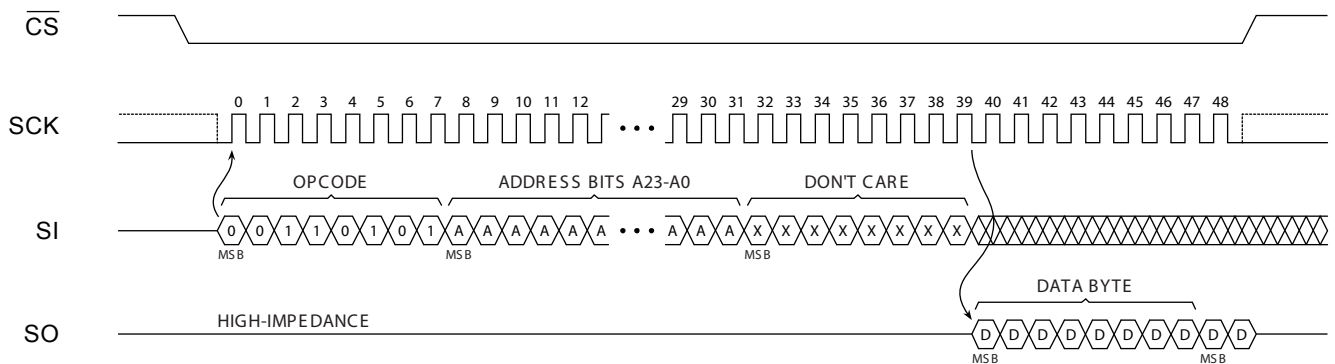 CS
0 1 2 3 4 5 6 7 8 9 10 11 12 29 30 31 32 33 34 35 36 37 38 39 40 41 42 43 44 45 46 47 48
SCK
OPCODE ADDRESS BITS A23-A0 DON'T CARE
SI 0 0 1 1 0 1 0 1 A A A A A A A A A X X X X X X X X
MSB MSB MSB
DATA BYTE
HIGH-IMPEDANCE
SO D D D D D D D D D D
MSB MSB